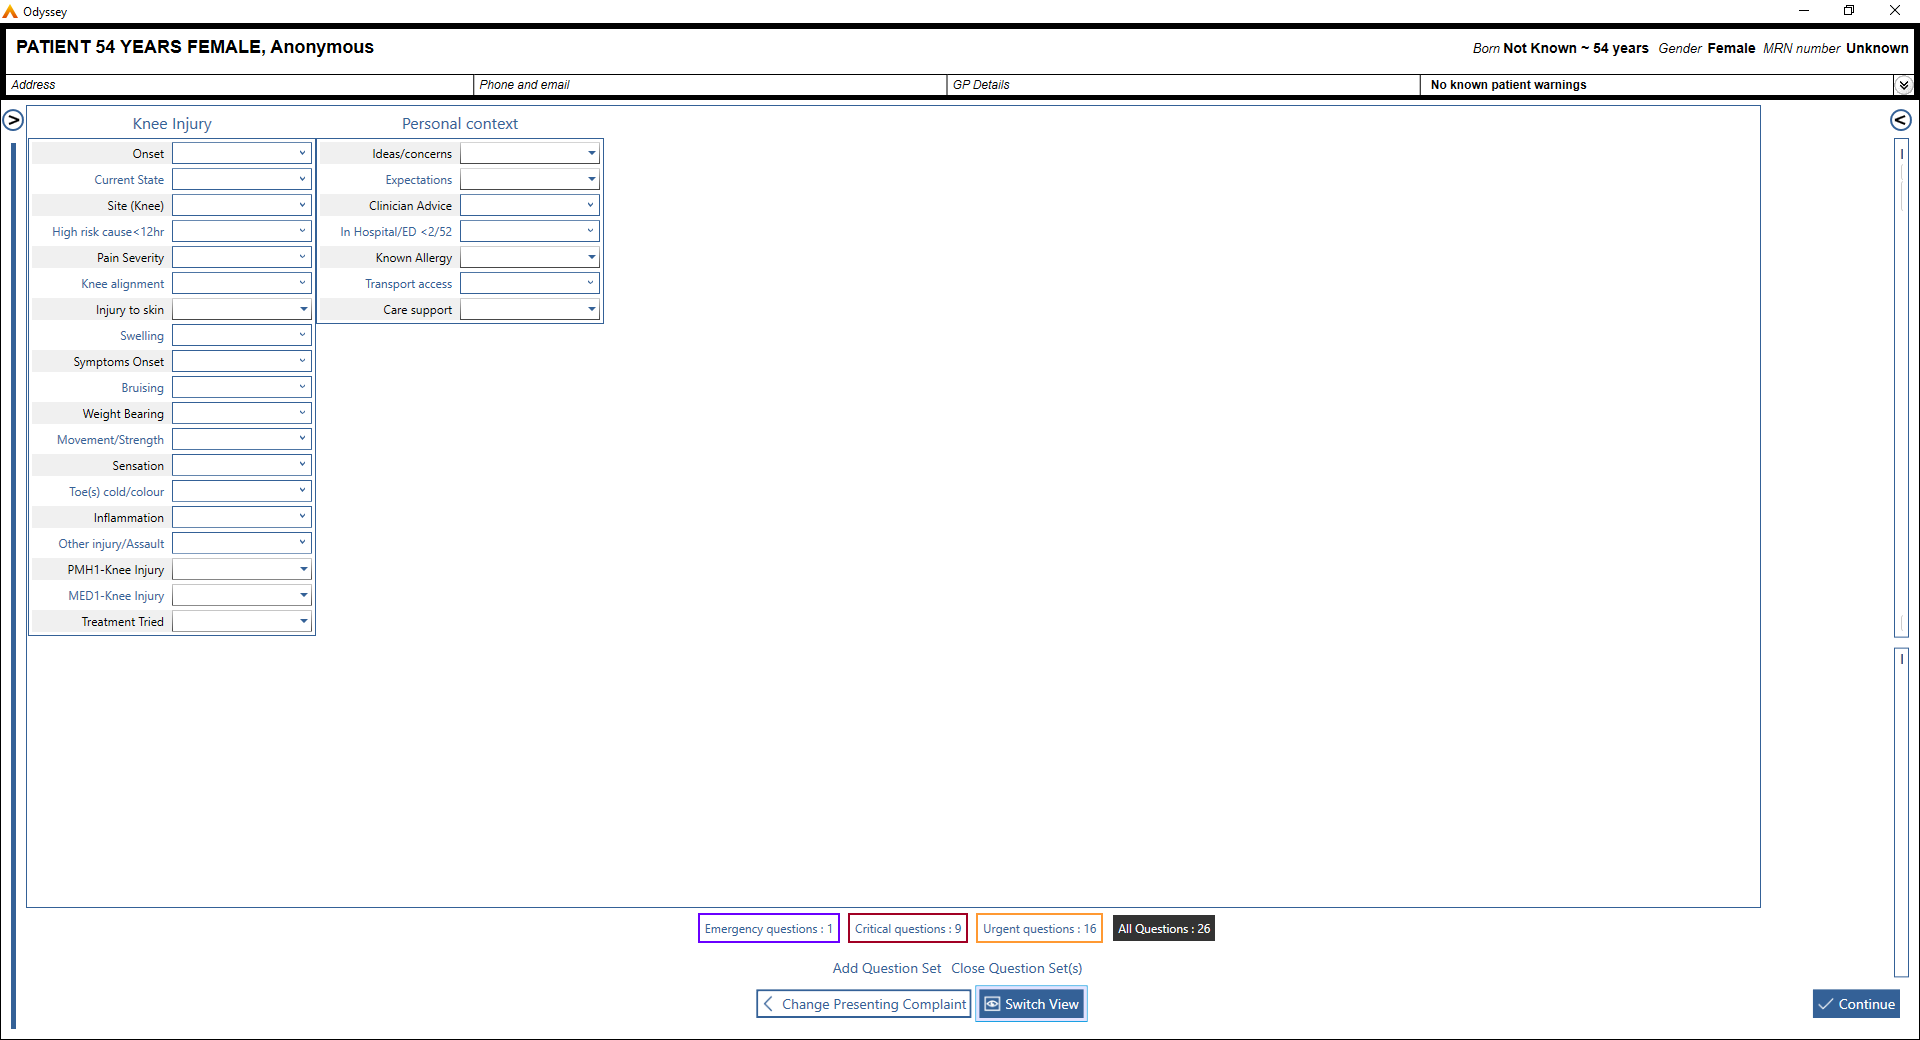 Odyssey
PATIENT 54 YEARS FEMALE, Anonymous
Born Not Known ~ 54 years Gender Female MRN number Unknown
Address
Phone and email
GP Details
No known patient warnings
Knee Injury
Onset
Current State
Site (Knee)
High risk cause<12hr
Pain Severity
Knee alignment
Injury to skin
Swelling
Symptoms Onset
Bruising
Weight Bearing
Movement/Strength
Sensation
Toe(s) cold/colour
Inflammation
Other injury/Assault
PMH1-Knee Injury
MED1-Knee Injury
Treatment Tried
Personal context
Ideas/concerns
Expectations
Clinician Advice
In Hospital/ED <2/52
Known Allergy
Transport access
Care support
Emergency questions : 1
Critical questions : 9
Urgent questions : 16
All Questions : 26
Add Question Set
Close Question Set(s)
Change Presenting Complaint
Switch View
Continue